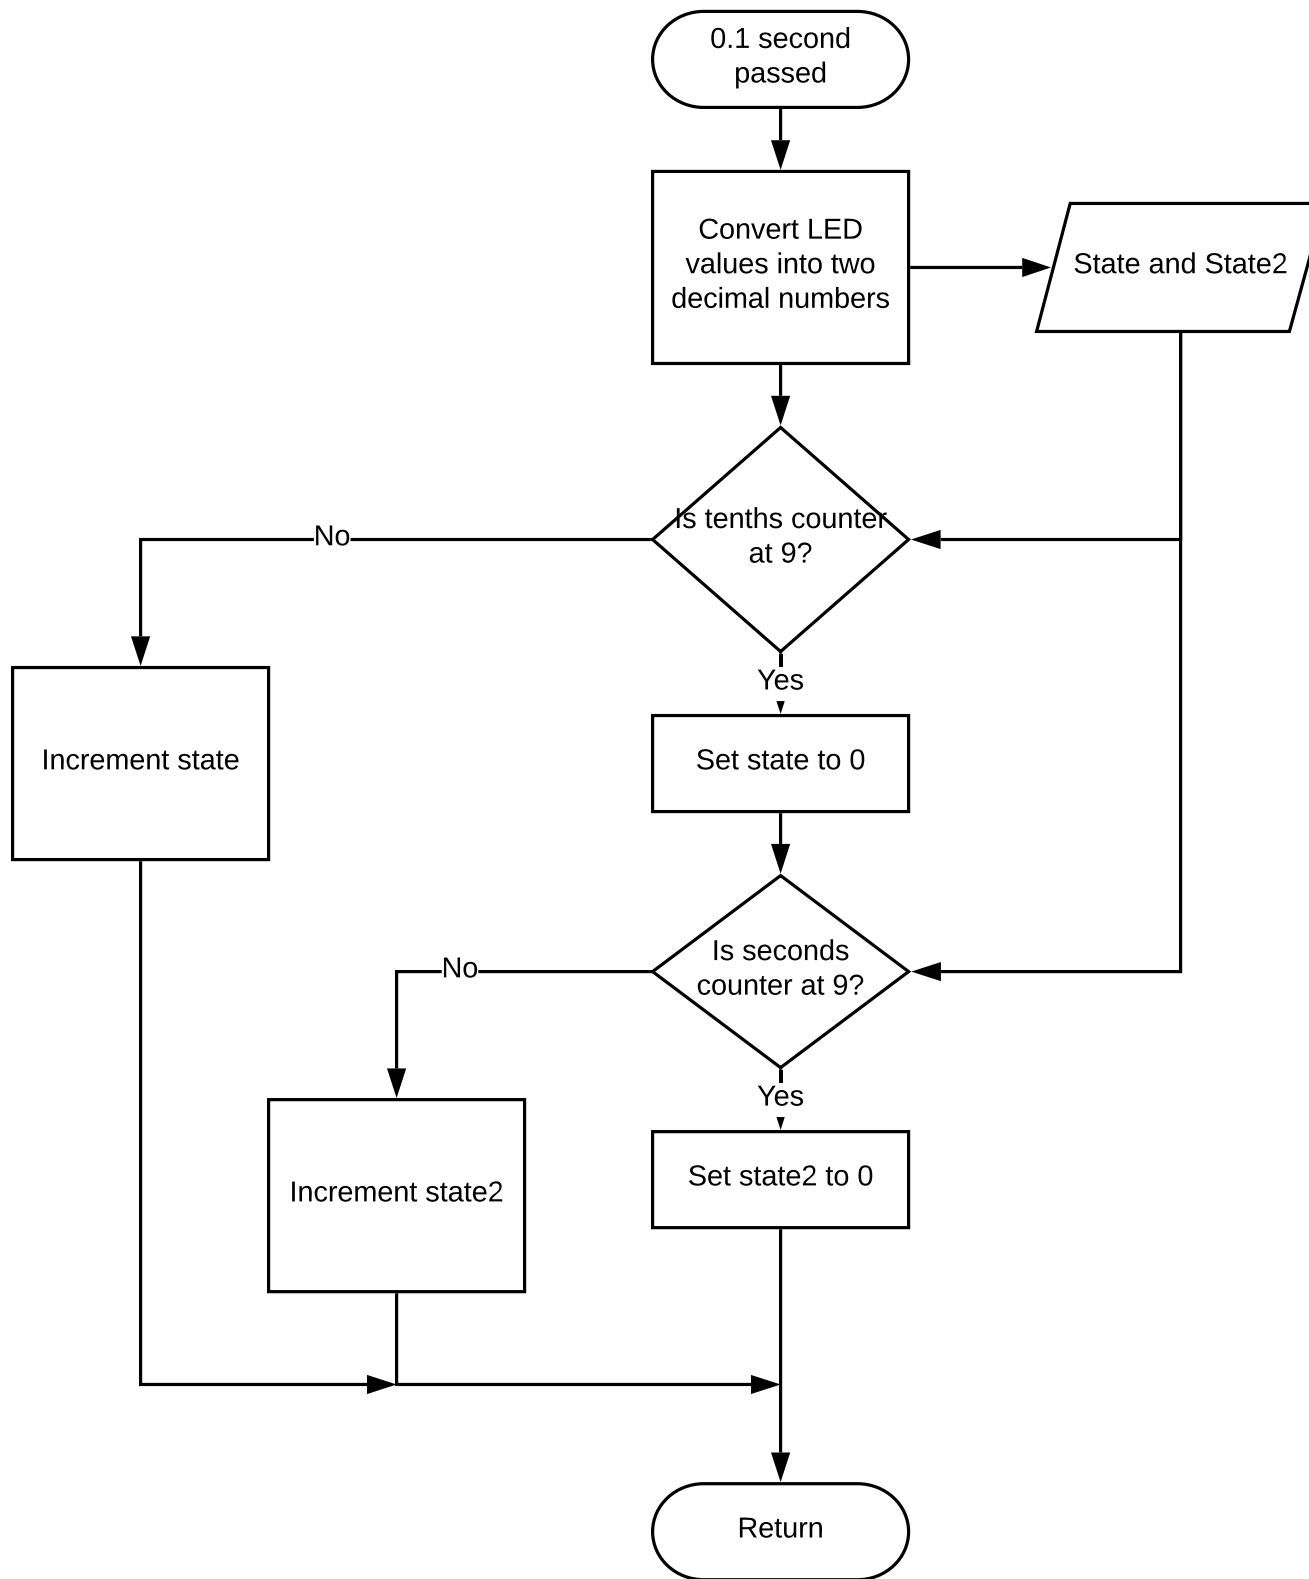 0.1 second
passed
Convert LED
values into two
decimal numbers
State and State2
Is tenths counter
at 9?
No
Yes
Increment state
Set state to 0
Is seconds
counter at 9?
No
Yes
Increment state2
Set state2 to 0
Return